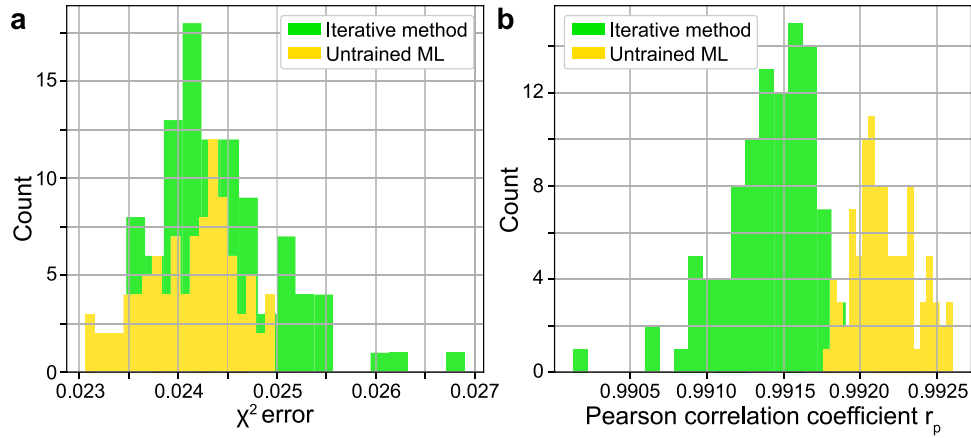 a
Iterative method
Untrained ML
Count
15
10
5
0
0.023
0.024
0.025
0.026
0.027
χ² error
b
Iterative method
Untrained ML
Count
12
8
4
0
0.9905
0.9910
0.9915
0.9920
0.9925
Pearson correlation coefficient rₚ